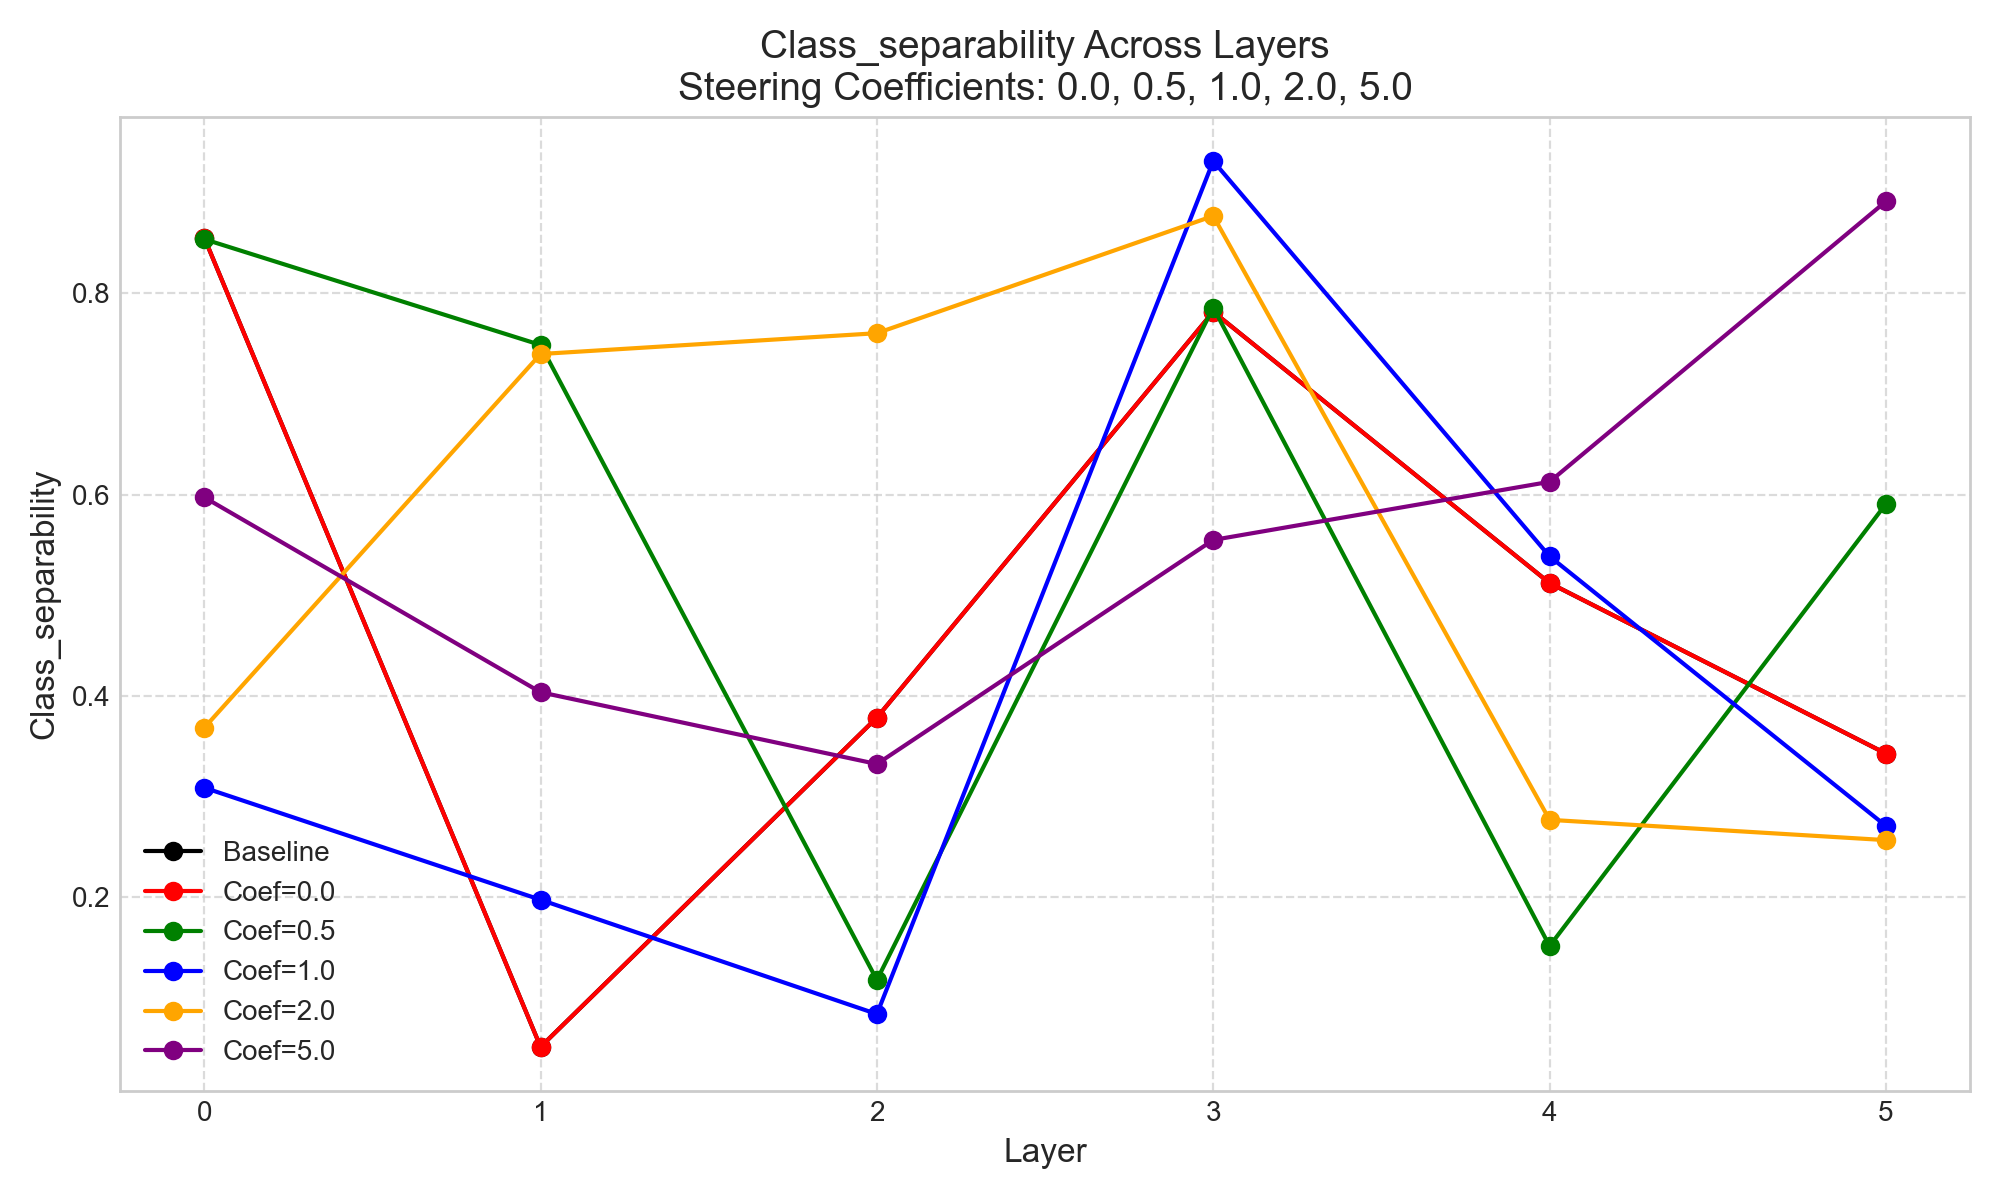 Class_separability Across Layers
Steering Coefficients: 0.0, 0.5, 1.0, 2.0, 5.0
Class_separability
0.8
0.6
0.4
0.2
Baseline
Coef=0.0
Coef=0.5
Coef=1.0
Coef=2.0
Coef=5.0
0 1 2 3 4 5
Layer